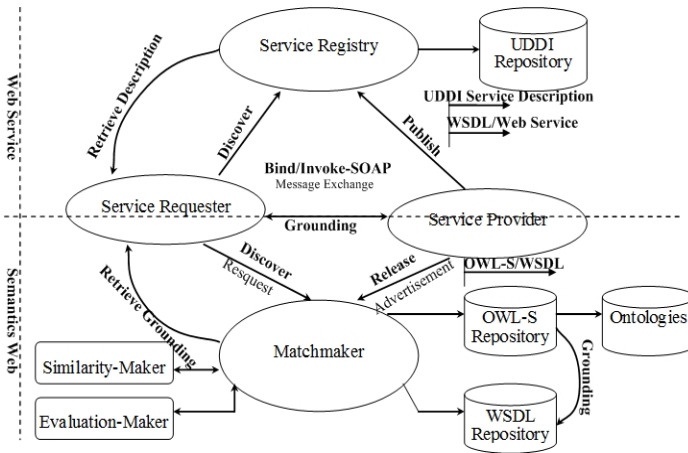 Service Registry
UDDI
Repository
Web Service
Retrieve Description
Discover
Publish
UDDI Service Description
WSDL/Web Service
Bind/Invoke-SOAP
Message Exchange
Service Requester
Grounding
Service Provider
Semantics Web
Retrieve Grounding
Discover
Resquest
Release
Advertisement
OWL-S/WSDL
OWL-S
Repository
Ontologies
Matchmaker
Similarity-Maker
Evaluation-Maker
Grounding
WSDL
Repository